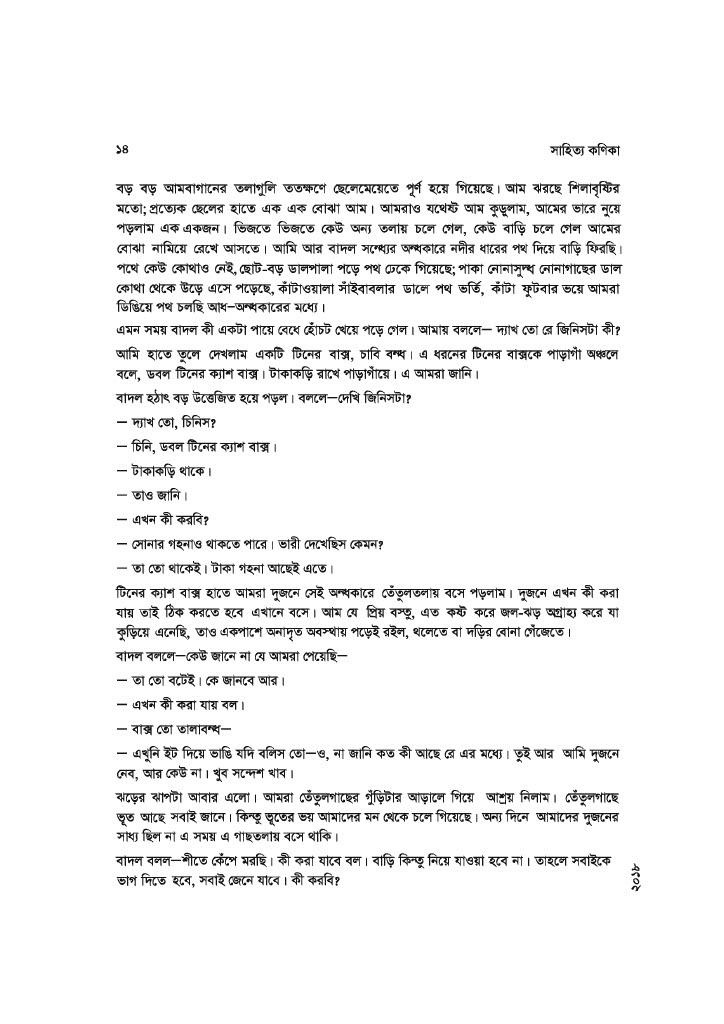 ১৪ সাহিত্য কণিকা
বড় বড় আমবাগানের তলাগুলি ততক্ষণে ছেলেমেয়েতে পূর্ণ হয়ে গিয়েছে। আম ঝরছে শিলাবৃষ্টির
মতো; প্রত্যেক ছেলের হাতে এক এক বোঝা আম। আমরাও যথেষ্ট আম কুড়ুলাম, আমের ভারে নুয়ে
পড়লাম এক একজন। ভিজতে ভিজতে কেউ অন্য তলায় চলে গেল, কেউ বাড়ি চলে গেল আমের
বোঝা নামিয়ে রেখে আসতে। আমি আর বাদল সন্ধ্যের অন্ধকারে নদীর ধারের পথ দিয়ে বাড়ি ফিরছি।
পথে কেউ কোথাও নেই, ছোট-বড় ডালপালা পড়ে পথ ঢেকে গিয়েছে; পাকা নোনাসুন্ধ নোনাগাছের ডাল
কোথা থেকে উড়ে এসে পড়েছে, কাঁটাওয়ালা সাঁইবাবলার ডালে পথ ভর্তি, কাঁটা ফুটবার ভয়ে আমরা
ডিঙিয়ে পথ চলছি আধ-অন্ধকারের মধ্যে।
এমন সময় বাদল কী একটা পায়ে বেধে হোঁচট খেয়ে পড়ে গেল। আমায় বললে— দ্যাখ তো রে জিনিসটা কী?
আমি হাতে তুলে দেখলাম একটি টিনের বাক্স, চাবি বন্ধ। এ ধরনের টিনের বাক্সকে পাড়াগাঁ অঞ্চলে
বলে, ডবল টিনের ক্যাশ বাক্স। টাকাকড়ি রাখে পাড়াগাঁয়ে। এ আমরা জানি।
বাদল হঠাৎ বড় উত্তেজিত হয়ে পড়ল। বললে—দেখি জিনিসটা?
— দ্যাখ তো, চিনিস?
— চিনি, ডবল টিনের ক্যাশ বাক্স।
— টাকাকড়ি থাকে।
— তাও জানি।
— এখন কী করবি?
— সোনার গহনাও থাকতে পারে। ভারী দেখেছিস কেমন?
— তা তো থাকেই। টাকা গহনা আছেই এতে।
টিনের ক্যাশ বাক্স হাতে আমরা দুজনে সেই অন্ধকারে তেঁতুলতলায় বসে পড়লাম। দুজনে এখন কী করা
যায় তাই ঠিক করতে হবে এখানে বসে। আম যে প্রিয় বস্তু, এত কষ্ট করে জল-ঝড় অগ্রাহ্য করে যা
কুড়িয়ে এনেছি, তাও একপাশে অনাদৃত অবস্থায় পড়েই রইল, থলেতে বা দড়ির বোনা গেঁজেতে।
বাদল বললে—কেউ জানে না যে আমরা পেয়েছি—
— তা তো বটেই। কে জানবে আর।
— এখন কী করা যায় বল।
— বাক্স তো তালাবন্ধ—
— এখুনি ইট দিয়ে ভাঙি যদি বলিস তো—ও, না জানি কত কী আছে রে এর মধ্যে। তুই আর আমি দুজনে
নেব, আর কেউ না। খুব সন্দেশ খাব।
ঝড়ের ঝাপটা আবার এলো। আমরা তেঁতুলগাছের গুঁড়িটার আড়ালে গিয়ে আশ্রয় নিলাম। তেঁতুলগাছে
ভূত আছে সবাই জানে। কিন্তু ভূতের ভয় আমাদের মন থেকে চলে গিয়েছে। অন্য দিনে আমাদের দুজনের
সাধ্য ছিল না এ সময় এ গাছতলায় বসে থাকি।
বাদল বলল—শীতে কেঁপে মরছি। কী করা যাবে বল। বাড়ি কিন্তু নিয়ে যাওয়া হবে না। তাহলে সবাইকে
ভাগ দিতে হবে, সবাই জেনে যাবে। কী করবি?
২০১৮